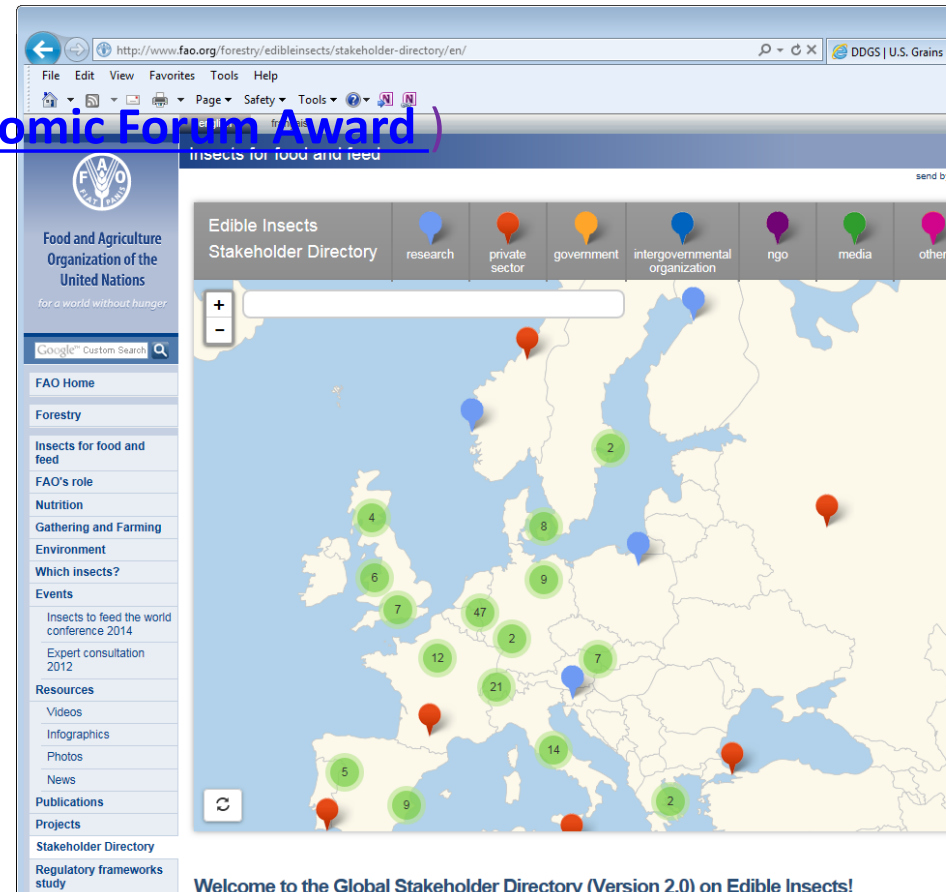 http://www.fao.org/forestry/edibleinsects/stakeholder-directory/en/
DDGS | U.S. Grains
File Edit View Favorites Tools Help
Page Safety Tools
omic Forum Award )
Insects for food and feed
send b
FAO
FIAT PANIS
Food and Agriculture
Organization of the
United Nations
for a world without hunger
Google™ Custom Search
FAO Home
Forestry
Insects for food and
feed
FAO's role
Nutrition
Gathering and Farming
Environment
Which insects?
Events
Insects to feed the world
conference 2014
Expert consultation
2012
Resources
Videos
Infographics
Photos
News
Publications
Projects
Stakeholder Directory
Regulatory frameworks
study
Edible Insects
Stakeholder Directory
research
private
sector
government
intergovernmental
organization
ngo
media
other
+
−
2
4
8
6
9
7
47
2
12
7
21
14
5
9
2
Welcome to the Global Stakeholder Directory (Version 2.0) on Edible Insects!